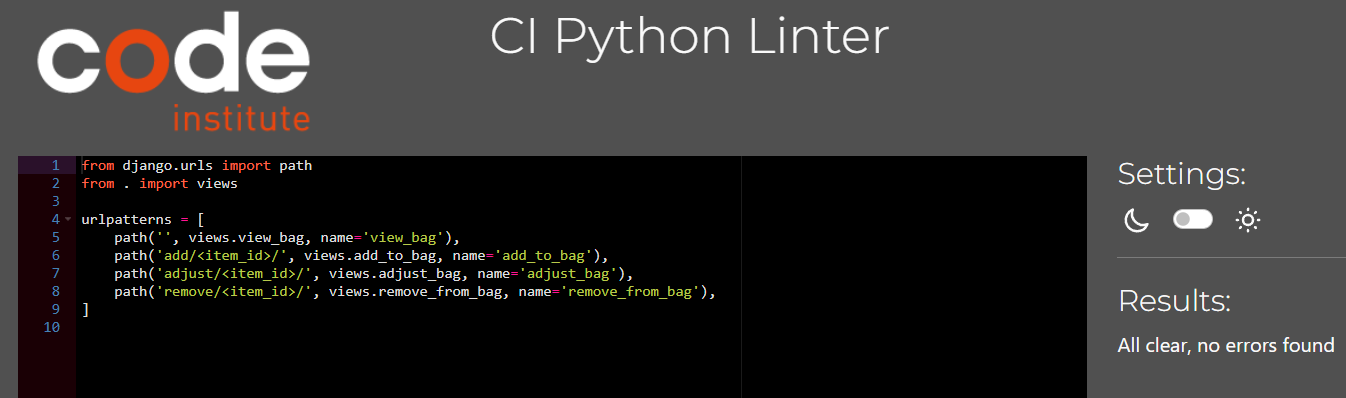 code
institute
CI Python Linter
1 from django.urls import path
2 from . import views
3
4 urlpatterns = [
5     path('', views.view_bag, name='view_bag'),
6     path('add/<item_id>/', views.add_to_bag, name='add_to_bag'),
7     path('adjust/<item_id>/', views.adjust_bag, name='adjust_bag'),
8     path('remove/<item_id>/', views.remove_from_bag, name='remove_from_bag'),
9 ]
10
Settings:
Results:
All clear, no errors found